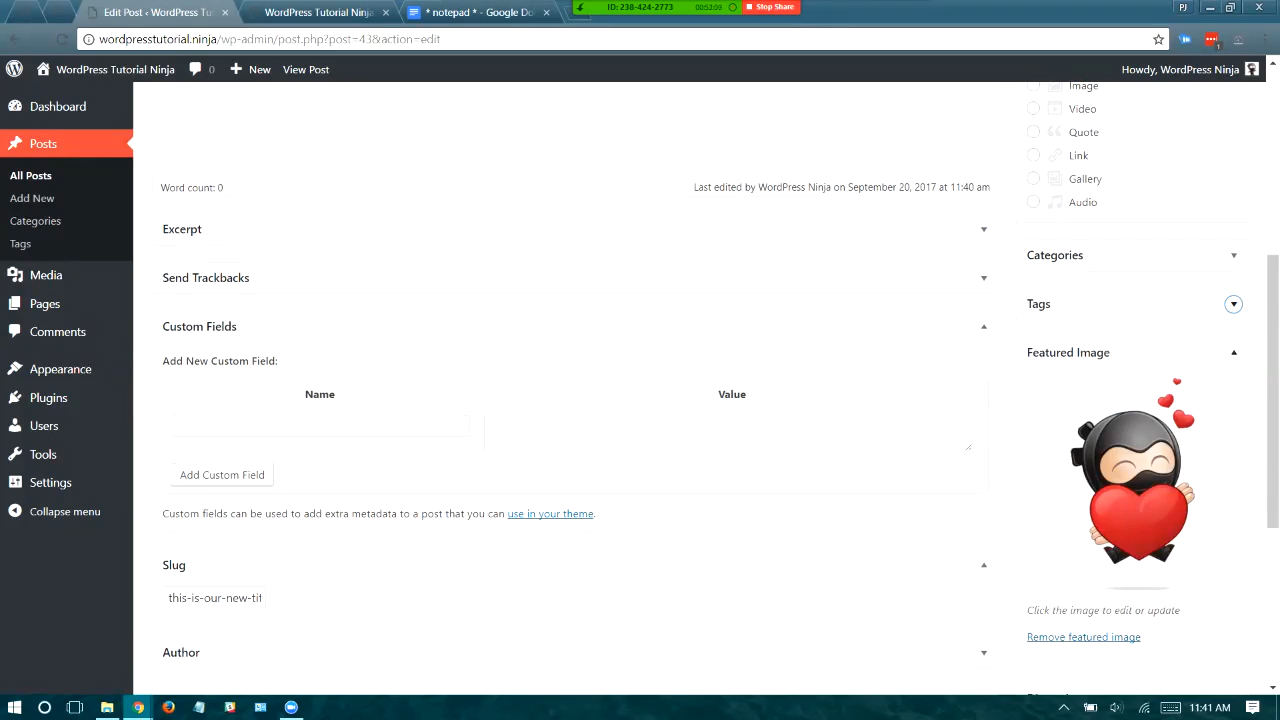 Edit Post ‹ WordPress Tut
WordPress Tutorial Ninja
* notepad * - Google Do
ID: 238-424-2773
00:52:09
Stop Share
PJ
wordpresstutorial.ninja/wp-admin/post.php?post=43&action=edit
1
WordPress Tutorial Ninja
0
New
View Post
Howdy, WordPress Ninja
Dashboard
Posts
All Posts
Add New
Categories
Tags
Media
Pages
Comments
Appearance
Plugins
Users
Tools
Settings
Collapse menu
Word count: 0
Last edited by WordPress Ninja on September 20, 2017 at 11:40 am
Excerpt
Send Trackbacks
Custom Fields
Add New Custom Field:
Name
Value
Add Custom Field
Custom fields can be used to add extra metadata to a post that you can use in your theme.
Slug
this-is-our-new-tit
Author
Image
Video
Quote
Link
Gallery
Audio
Categories
Tags
Featured Image
Click the image to edit or update
Remove featured image
11:41 AM